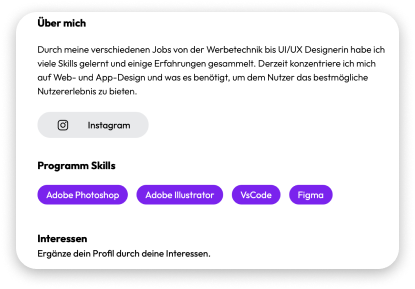 Über mich
Durch meine verschiedenen Jobs von der Werbetechnik bis UI/UX Designerin habe ich
viele Skills gelernt und einige Erfahrungen gesammelt. Derzeit konzentriere ich mich
auf Web- und App-Design und was es benötigt, um dem Nutzer das bestmögliche
Nutzererlebnis zu bieten.
Instagram
Programm Skills
Adobe Photoshop Adobe Illustrator VsCode Figma
Interessen
Ergänze dein Profil durch deine Interessen.